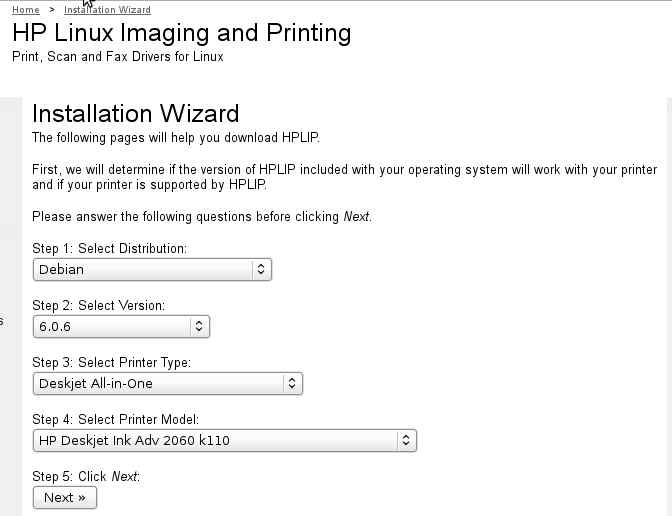 Home > Installation Wizard
HP Linux Imaging and Printing
Print, Scan and Fax Drivers for Linux
Installation Wizard
The following pages will help you download HPLIP.
First, we will determine if the version of HPLIP included with your operating system will work with your printer
and if your printer is supported by HPLIP.
Please answer the following questions before clicking Next.
Step 1: Select Distribution:
Debian
Step 2: Select Version:
6.0.6
s
Step 3: Select Printer Type:
Deskjet All-in-One
Step 4: Select Printer Model:
HP Deskjet Ink Adv 2060 k110
Step 5: Click Next:
Next »